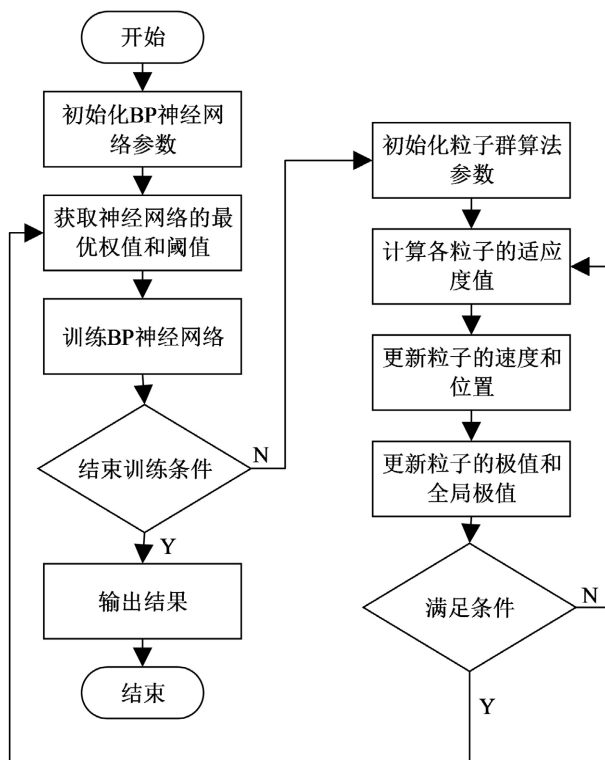 开始
初始化BP神经网
络参数
获取神经网络的最
优权值和阈值
训练BP神经网络
结束训练条件
N
Y
输出结果
结束
初始化粒子群算法
参数
计算各粒子的适应
度值
更新粒子的速度和
位置
更新粒子的极值和
全局极值
满足条件
N
Y